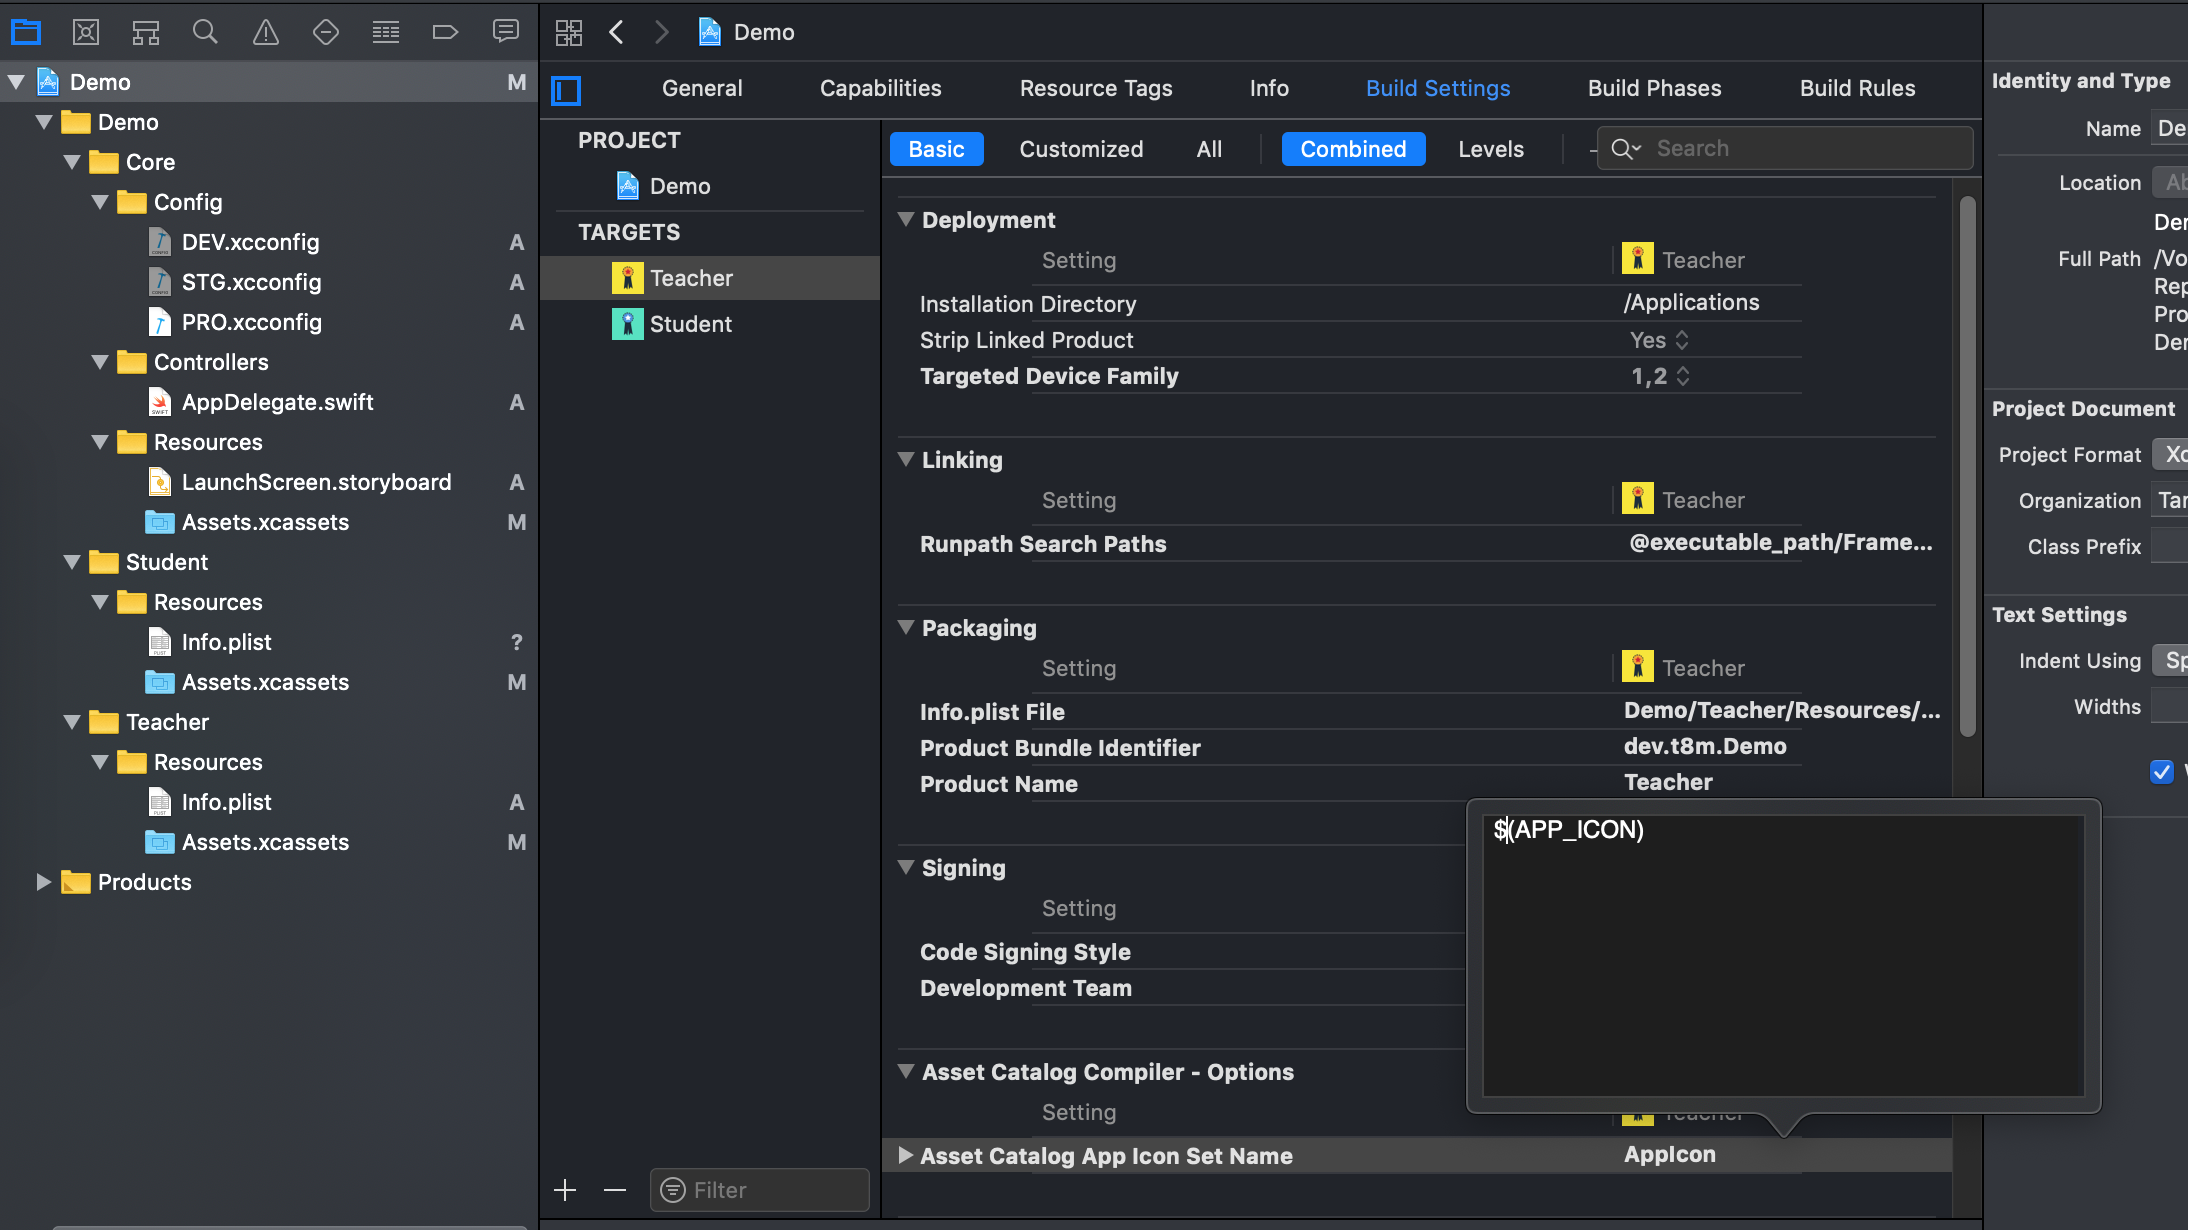 Demo M
Demo
Core
Config
DEV.xcconfig A
STG.xcconfig A
PRO.xcconfig A
Controllers
AppDelegate.swift A
Resources
LaunchScreen.storyboard A
Assets.xcassets M
Student
Resources
Info.plist ?
Assets.xcassets M
Teacher
Resources
Info.plist A
Assets.xcassets M
Products
Demo
General Capabilities Resource Tags Info Build Settings Build Phases Build Rules
PROJECT
Demo
TARGETS
Teacher
Student
Filter
Basic Customized All Combined Levels Search
Deployment
Setting Teacher
Installation Directory /Applications
Strip Linked Product Yes
Targeted Device Family 1,2
Linking
Setting Teacher
Runpath Search Paths @executable_path/Frame...
Packaging
Setting Teacher
Info.plist File Demo/Teacher/Resources/...
Product Bundle Identifier dev.t8m.Demo
Product Name Teacher
Signing
Setting
Code Signing Style
Development Team
Asset Catalog Compiler - Options
Setting Teacher
Asset Catalog App Icon Set Name AppIcon
$(APP_ICON)
Identity and Type
Name De
Location Ab
Der
Full Path /Vo
Rep
Pro
Der
Project Document
Project Format Xc
Organization Tar
Class Prefix
Text Settings
Indent Using Sp
Widths